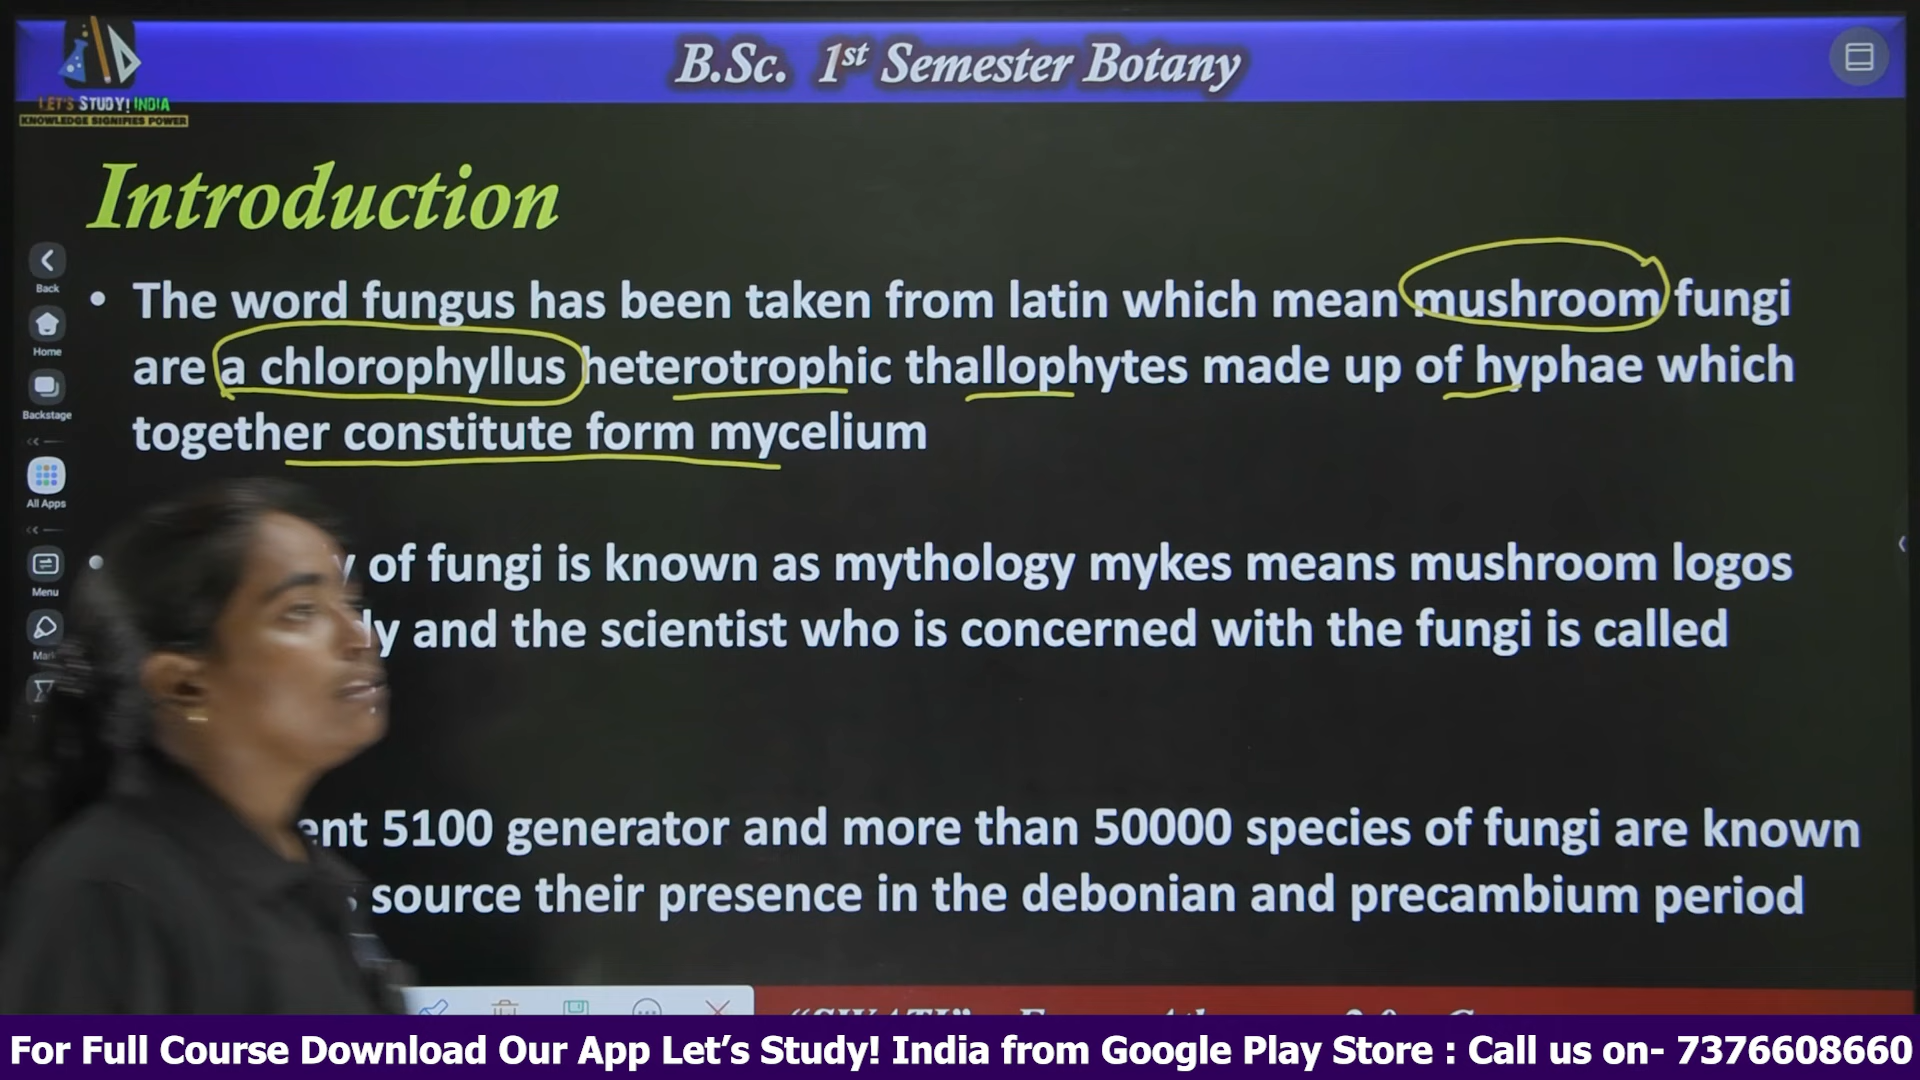 B.Sc. 1st Semester Botany
LET'S STUDY! INDIA
KNOWLEDGE SIGNIFIES POWER
Introduction
• The word fungus has been taken from latin which mean mushroom fungi
are a chlorophyllus heterotrophic thallophytes made up of hyphae which
together constitute form mycelium
Back
Home
Backstage
All Apps
Menu
• of fungi is known as mythology mykes means mushroom logos
and the scientist who is concerned with the fungi is called
5100 generator and more than 50000 species of fungi are known
source their presence in the debonian and precambium period
For Full Course Download Our App Let's Study! India from Google Play Store : Call us on- 7376608660